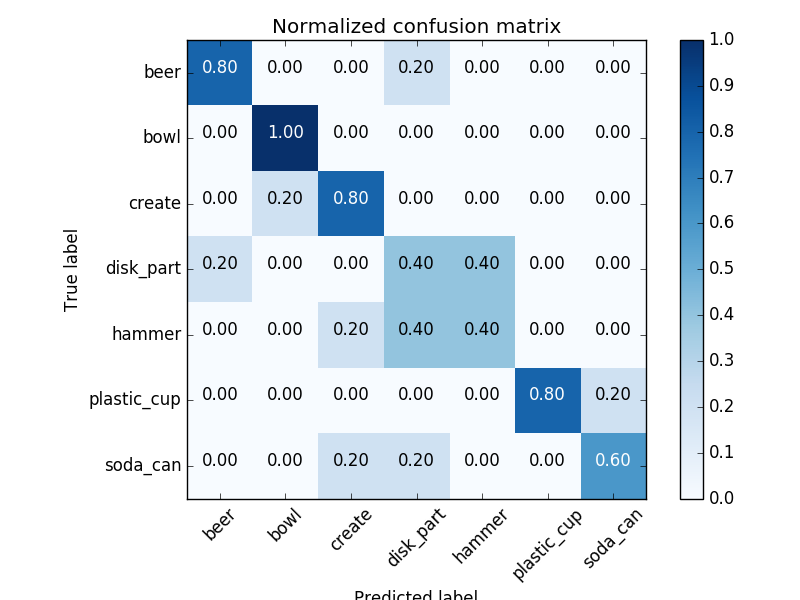 Normalized confusion matrix
True label
beer 0.80 0.00 0.00 0.20 0.00 0.00 0.00
bowl 0.00 1.00 0.00 0.00 0.00 0.00 0.00
create 0.00 0.20 0.80 0.00 0.00 0.00 0.00
disk_part 0.20 0.00 0.00 0.40 0.40 0.00 0.00
hammer 0.00 0.00 0.20 0.40 0.40 0.00 0.00
plastic_cup 0.00 0.00 0.00 0.00 0.00 0.80 0.20
soda_can 0.00 0.00 0.20 0.20 0.00 0.00 0.60
beer bowl create disk_part hammer plastic_cup soda_can
Predicted label
1.0
0.9
0.8
0.7
0.6
0.5
0.4
0.3
0.2
0.1
0.0